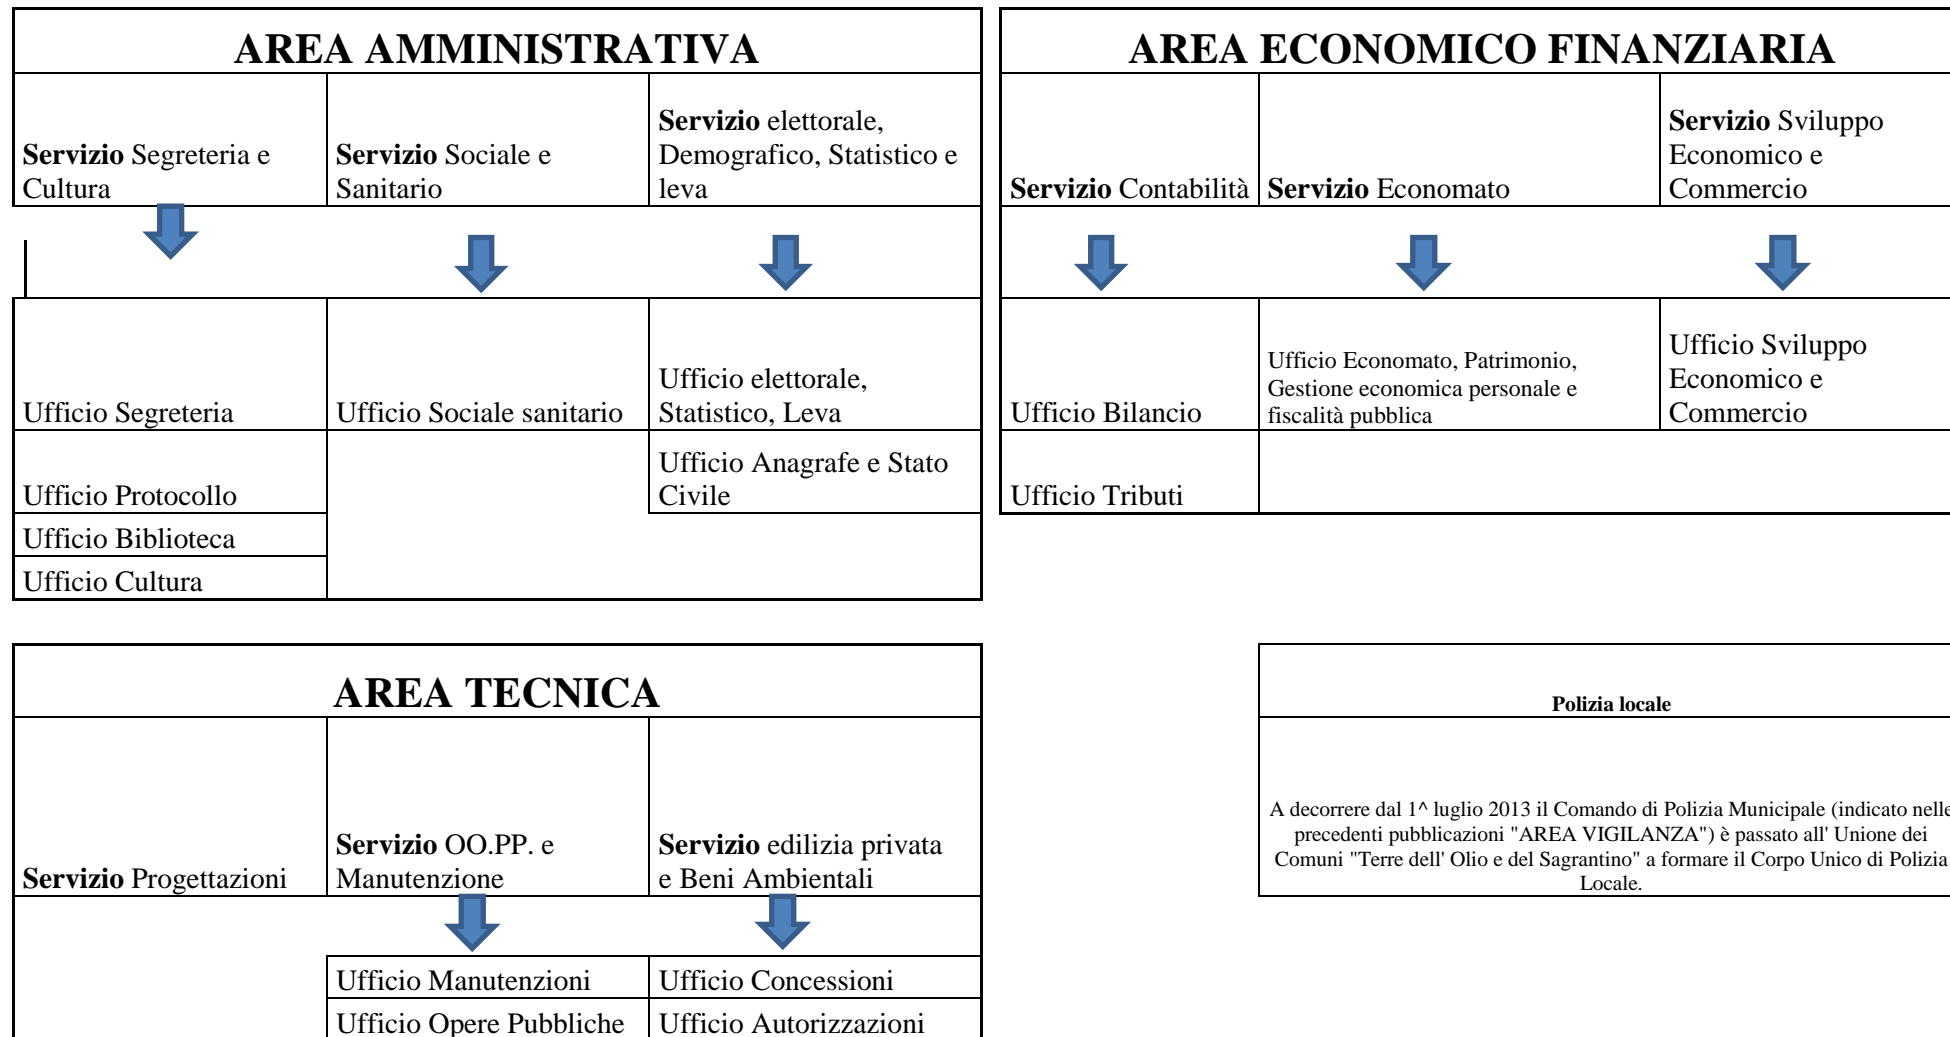 AREA AMMINISTRATIVA
Servizio Segreteria e
Cultura
Servizio Sociale e
Sanitario
Servizio elettorale,
Demografico, Statistico e
leva
Ufficio Segreteria
Ufficio Sociale sanitario
Ufficio elettorale,
Statistico, Leva
Ufficio Protocollo
Ufficio Anagrafe e Stato
Civile
Ufficio Biblioteca
Ufficio Cultura
AREA ECONOMICO FINANZIARIA
Servizio Contabilità
Servizio Economato
Servizio Sviluppo
Economico e
Commercio
Ufficio Bilancio
Ufficio Economato, Patrimonio,
Gestione economica personale e
fiscalità pubblica
Ufficio Sviluppo
Economico e
Commercio
Ufficio Tributi
AREA TECNICA
Servizio Progettazioni
Servizio OO.PP. e
Manutenzione
Servizio edilizia privata
e Beni Ambientali
Ufficio Manutenzioni
Ufficio Concessioni
Ufficio Opere Pubbliche
Ufficio Autorizzazioni
Polizia locale
A decorrere dal 1^ luglio 2013 il Comando di Polizia Municipale (indicato nelle
precedenti pubblicazioni "AREA VIGILANZA") è passato all' Unione dei
Comuni "Terre dell' Olio e del Sagrantino" a formare il Corpo Unico di Polizia
Locale.